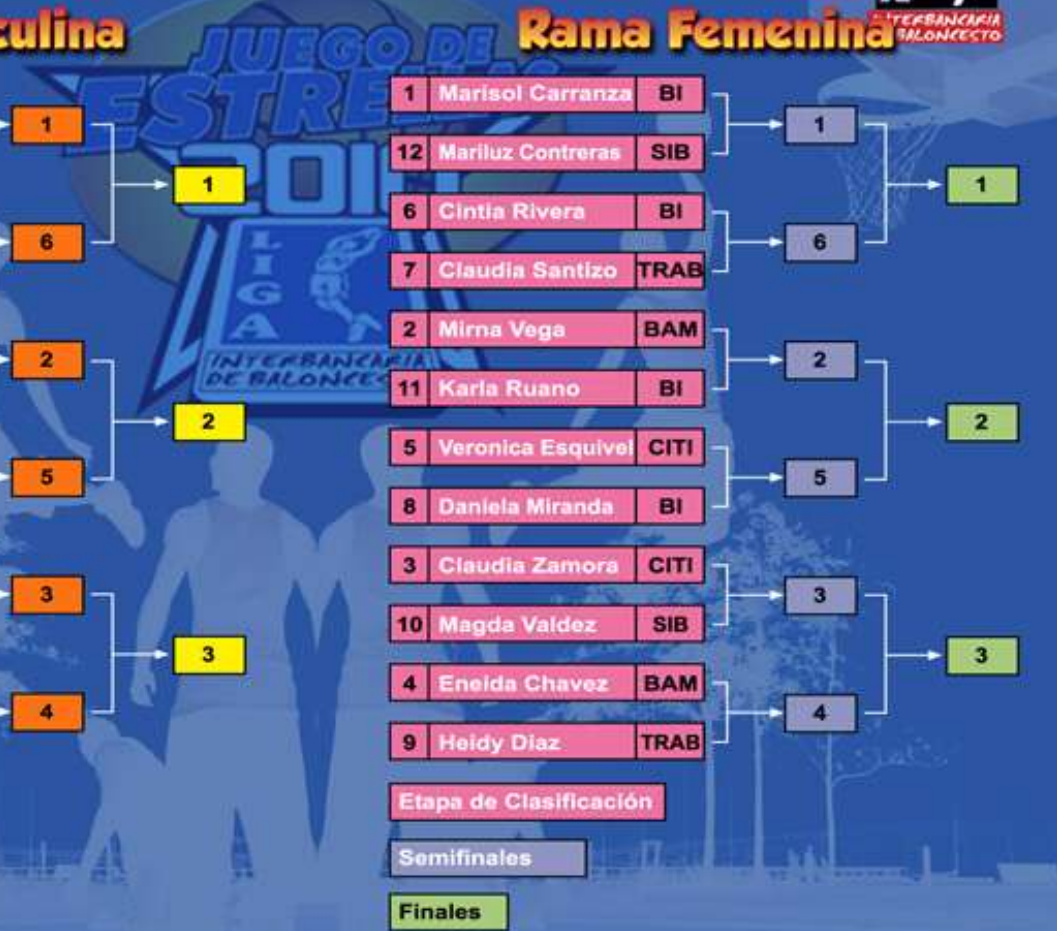 culina
Rama Femenina
INTERBANCARIA
BALONCESTO
JUEGO DE
ESTRELLAS
LIGA
INTERBANCARIA
DE BALONCESTO
1
6
2
5
3
4
1
2
3
1 Marisol Carranza BI
12 Mariluz Contreras SIB
6 Cintia Rivera BI
7 Claudia Santizo TRAB
2 Mirna Vega BAM
11 Karla Ruano BI
5 Veronica Esquivel CITI
8 Daniela Miranda BI
3 Claudia Zamora CITI
10 Magda Valdez SIB
4 Eneida Chavez BAM
9 Heidy Diaz TRAB
1
6
2
5
3
4
1
2
3
Etapa de Clasificación
Semifinales
Finales